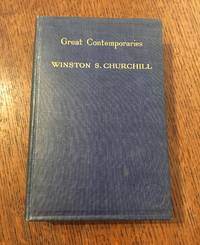 Great Contemporaries
WINSTON S. CHURCHILL